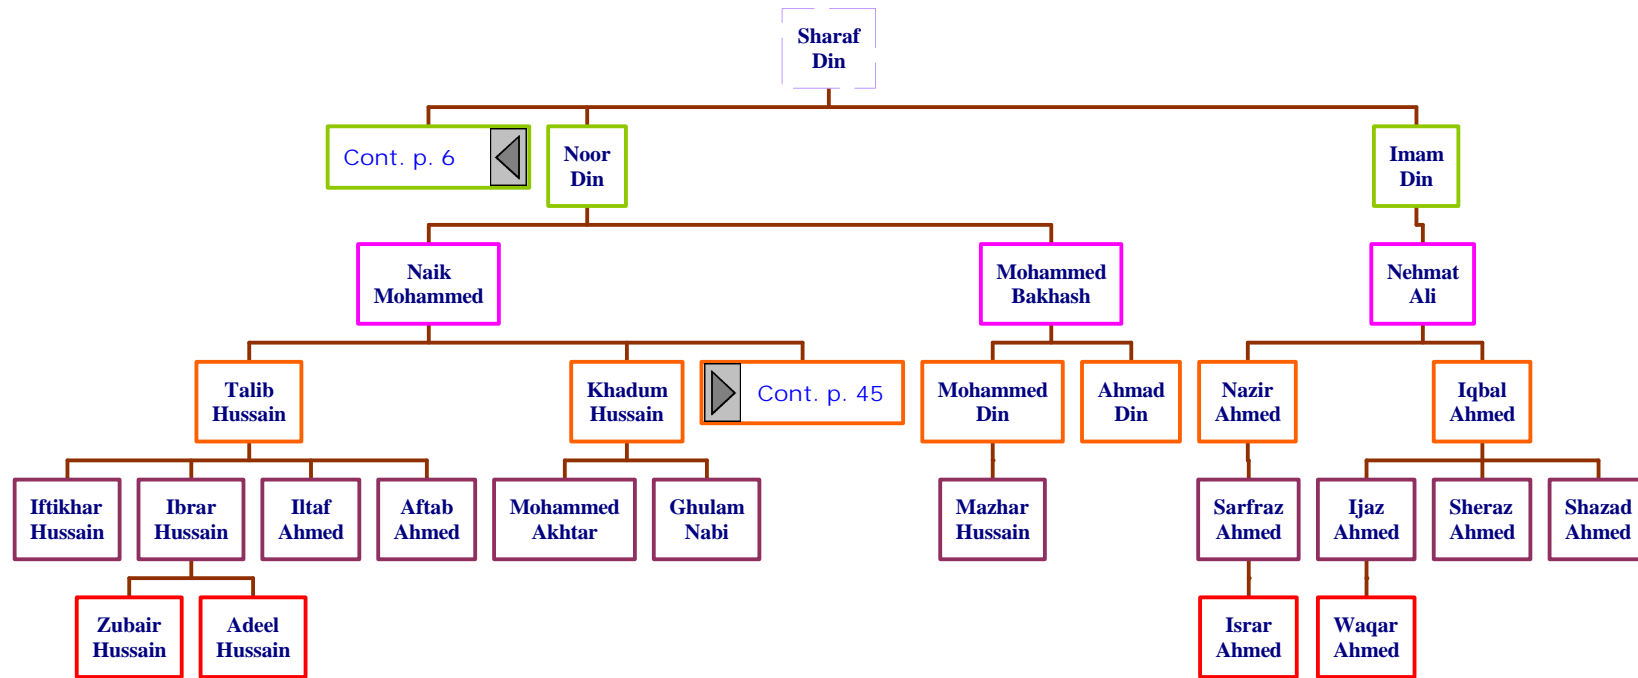 Sharaf
Din
Cont. p. 6
Noor
Din
Imam
Din
Naik
Mohammed
Mohammed
Bakhash
Nehmat
Ali
Talib
Hussain
Khadum
Hussain
Cont. p. 45
Mohammed
Din
Ahmad
Din
Nazir
Ahmed
Iqbal
Ahmed
Iftikhar
Hussain
Ibrar
Hussain
Iltaf
Ahmed
Aftab
Ahmed
Mohammed
Akhtar
Ghulam
Nabi
Mazhar
Hussain
Sarfraz
Ahmed
Ijaz
Ahmed
Sheraz
Ahmed
Shazad
Ahmed
Zubair
Hussain
Adeel
Hussain
Israr
Ahmed
Waqar
Ahmed